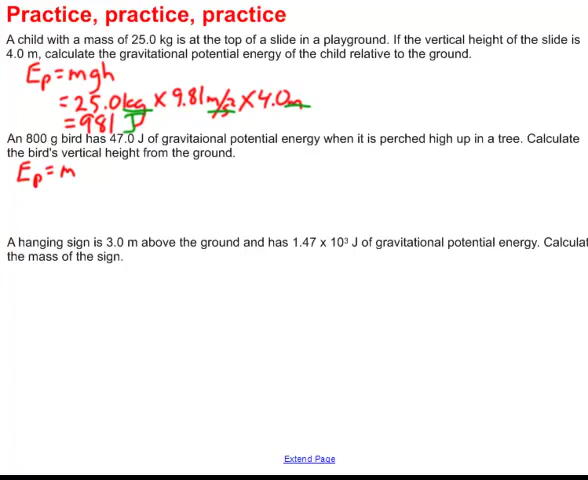 Practice, practice, practice
A child with a mass of 25.0 kg is at the top of a slide in a playground. If the vertical height of the slide is
4.0 m, calculate the gravitational potential energy of the child relative to the ground.
Ep = mgh
= 25.0 kg × 9.81 m/s² × 4.0 m
= 981 J
An 800 g bird has 47.0 J of gravitaional potential energy when it is perched high up in a tree. Calculate
the bird's vertical height from the ground.
Ep = m
A hanging sign is 3.0 m above the ground and has 1.47 x 10³ J of gravitational potential energy. Calculat
the mass of the sign.
Extend Page